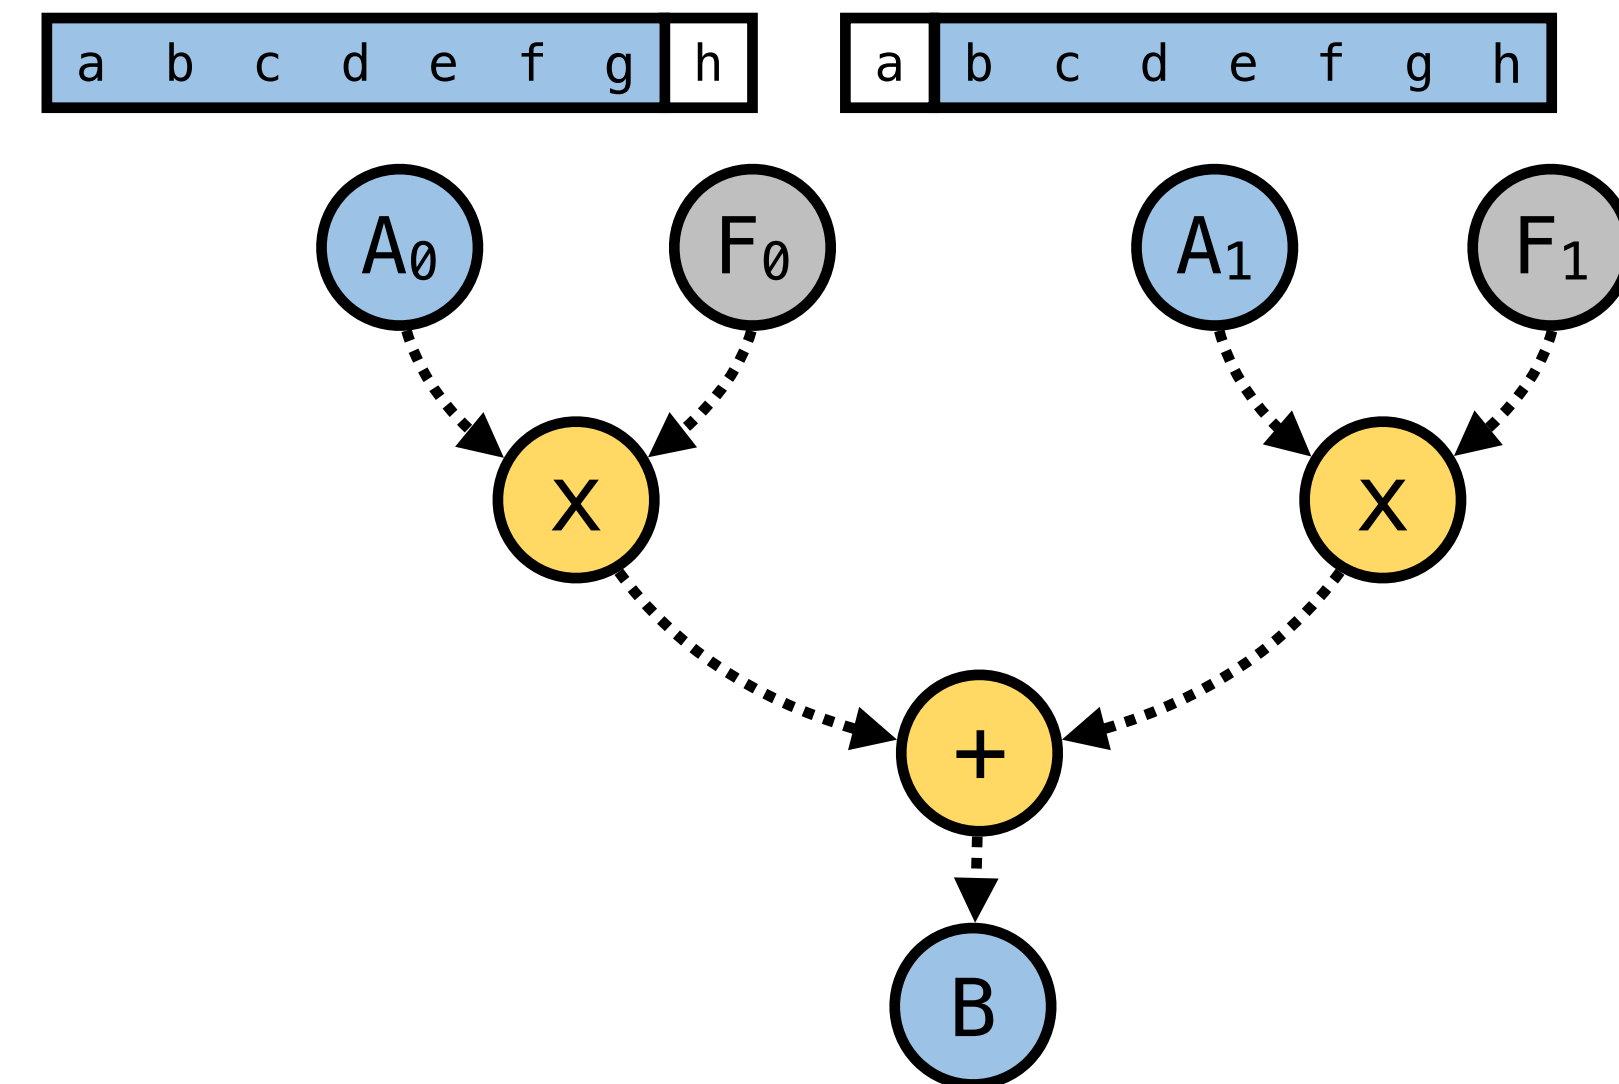 a b c d e f g h
a b c d e f g h
A₀ F₀ A₁ F₁
x x
+
B